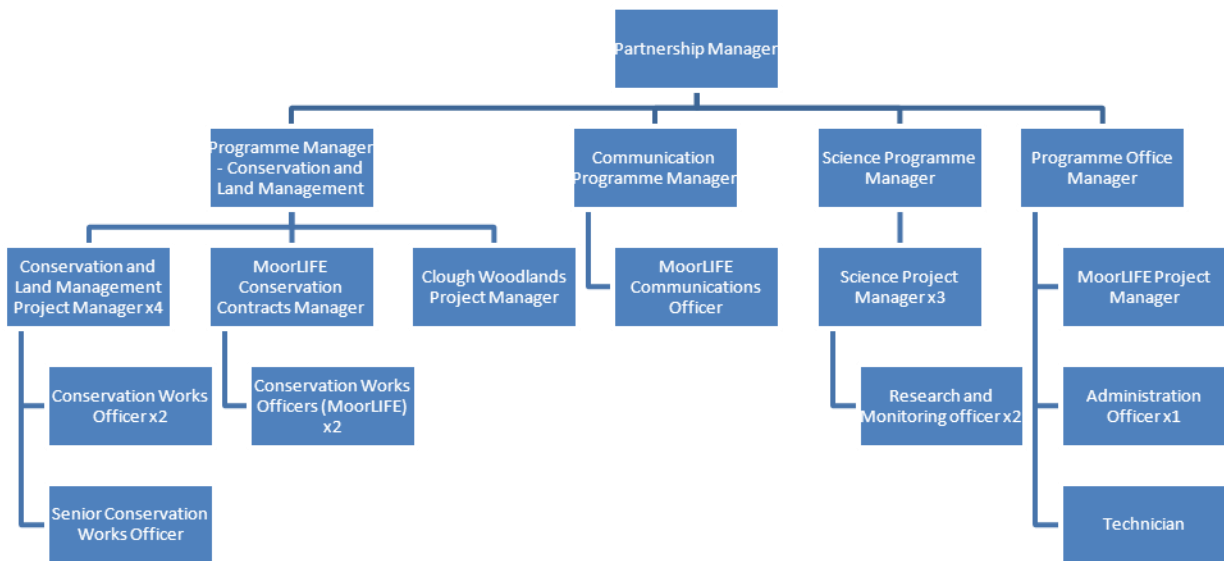 Partnership Manager
Programme Manager
- Conservation and
Land Management
Communication
Programme Manager
Science Programme
Manager
Programme Office
Manager
Conservation and
Land Management
Project Manager x4
MoorLIFE
Conservation
Contracts Manager
Clough Woodlands
Project Manager
MoorLIFE
Communications
Officer
Science Project
Manager x3
MoorLIFE Project
Manager
Conservation Works
Officer x2
Conservation Works
Officers (MoorLIFE)
x2
Research and
Monitoring officer x2
Administration
Officer x1
Senior Conservation
Works Officer
Technician